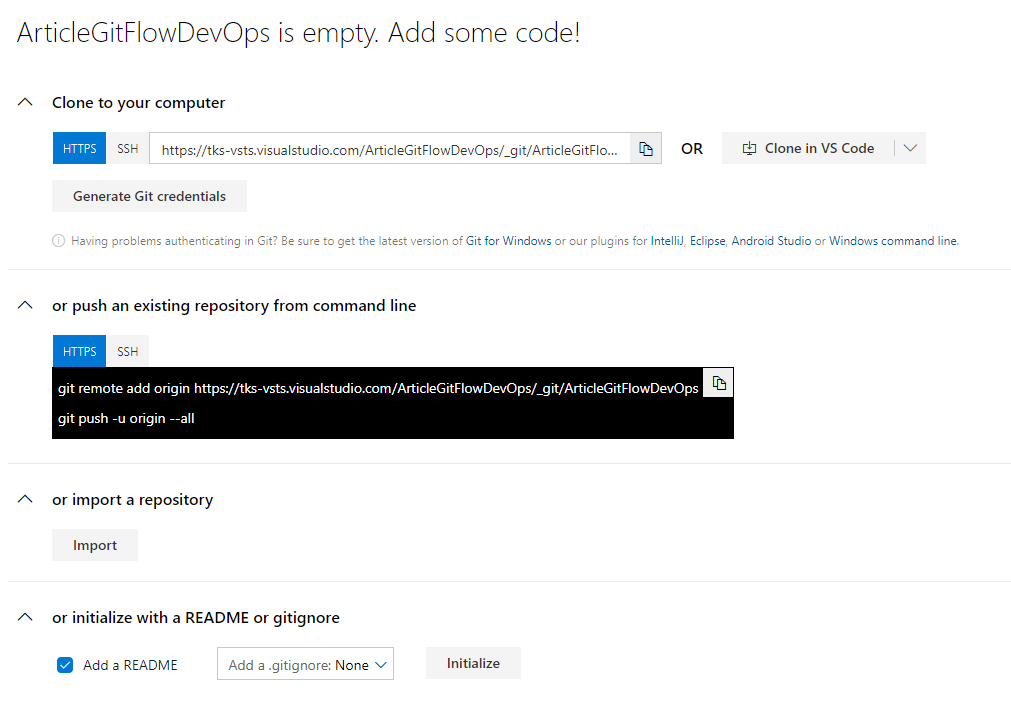 ArticleGitFlowDevOps is empty. Add some code!
Clone to your computer
HTTPS SSH https://tks-vsts.visualstudio.com/ArticleGitFlowDevOps/_git/ArticleGitFlo... OR Clone in VS Code
Generate Git credentials
Having problems authenticating in Git? Be sure to get the latest version of Git for Windows or our plugins for IntelliJ, Eclipse, Android Studio or Windows command line.
or push an existing repository from command line
HTTPS SSH
git remote add origin https://tks-vsts.visualstudio.com/ArticleGitFlowDevOps/_git/ArticleGitFlowDevOps
git push -u origin --all
or import a repository
Import
or initialize with a README or gitignore
Add a README Add a .gitignore: None Initialize